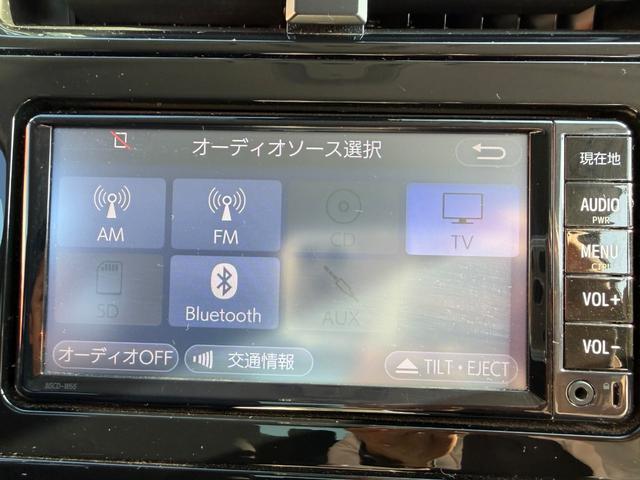 オーディオソース選択
現在地
AM
FM
CD
TV
AUDIO
PWR
SD
Bluetooth
AUX
MENU
VOL+
オーディオOFF
交通情報
TILT・EJECT
VOL-